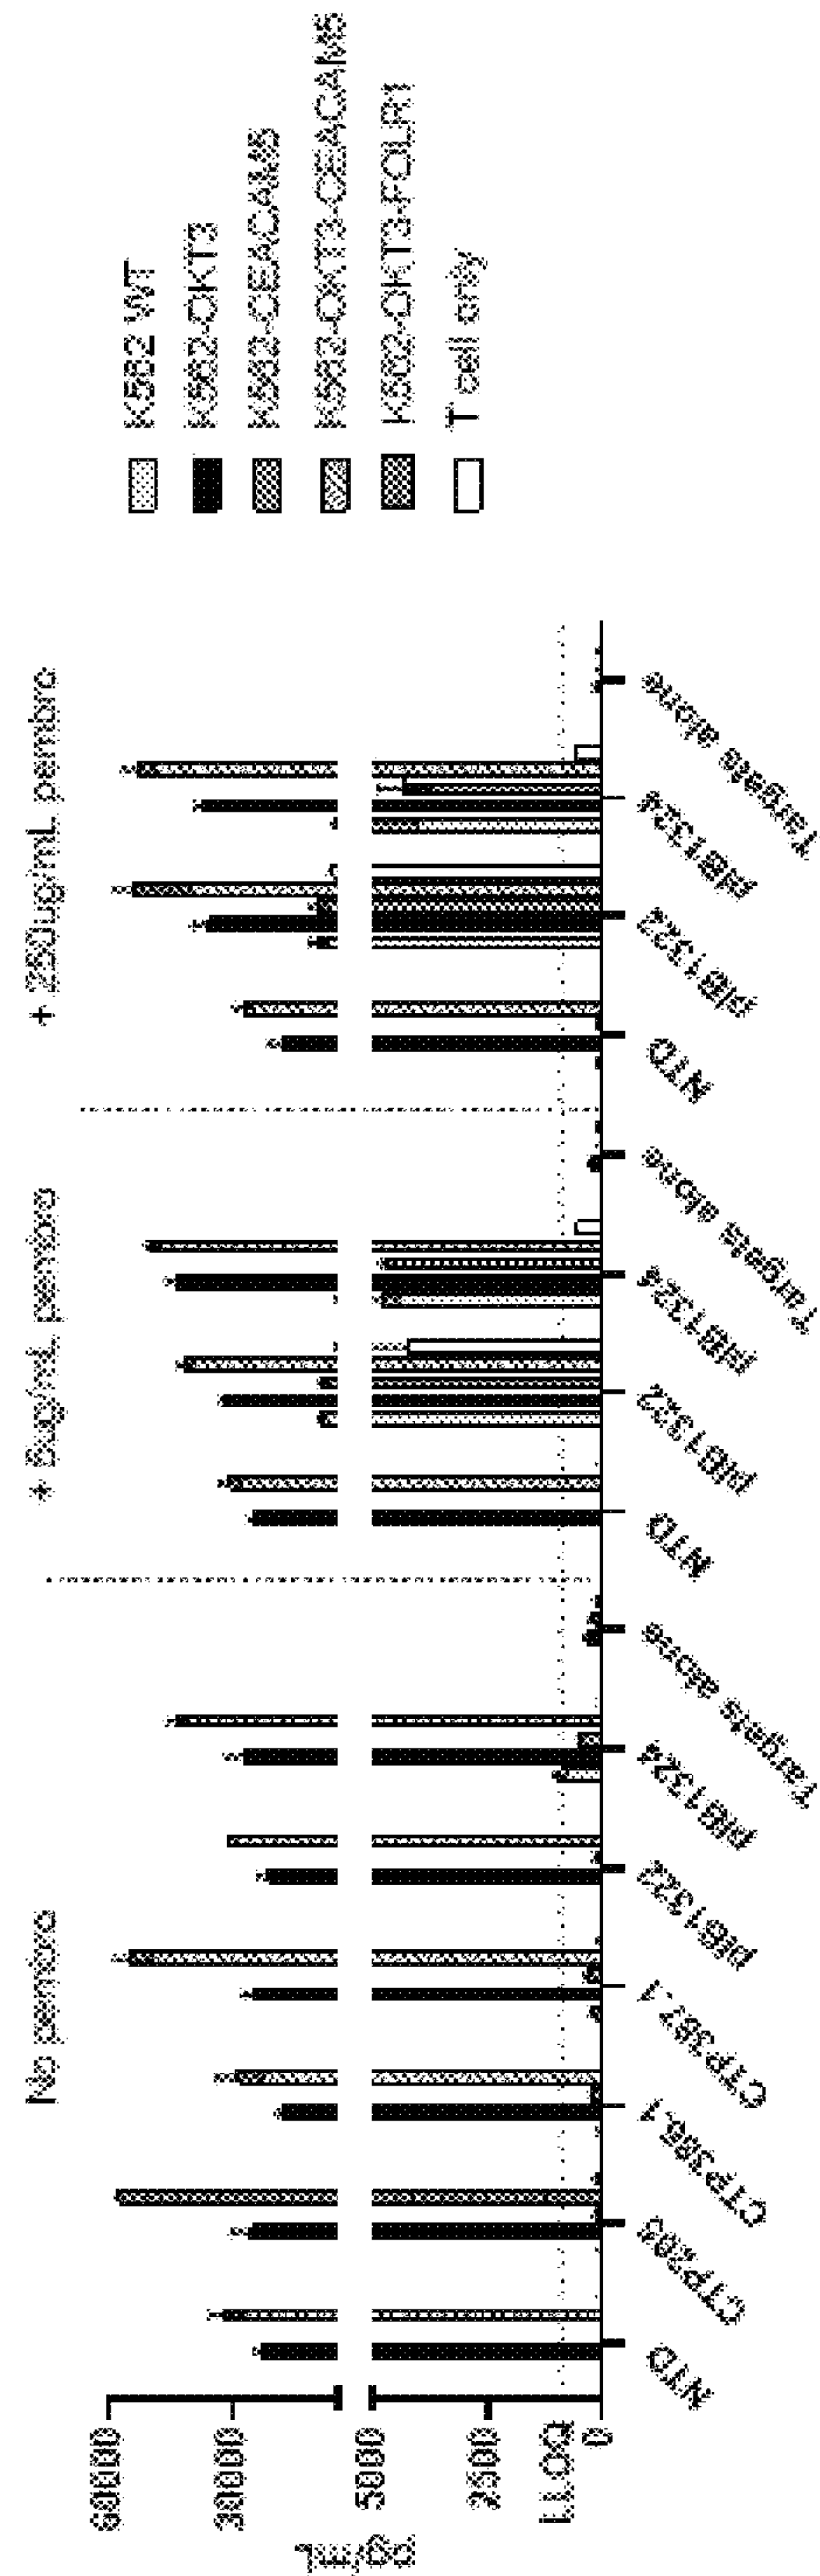 No pembro
+ 5ug/mL pembro
+ 250ug/mL pembro
pg/mL
60000
30000
5000
2500
LLOQ
0
NTD
CTP203
CTP386.1
CTP387.1
pIB1322
pIB1324
Targets alone
NTD
pIB1322
pIB1324
Targets alone
NTD
pIB1322
pIB1324
Targets alone
K562 WT
K562-OKT3
K562-CEACAM5
K562-OKT3-CEACAM5
K562-OKT3-FOLR1
T cell only